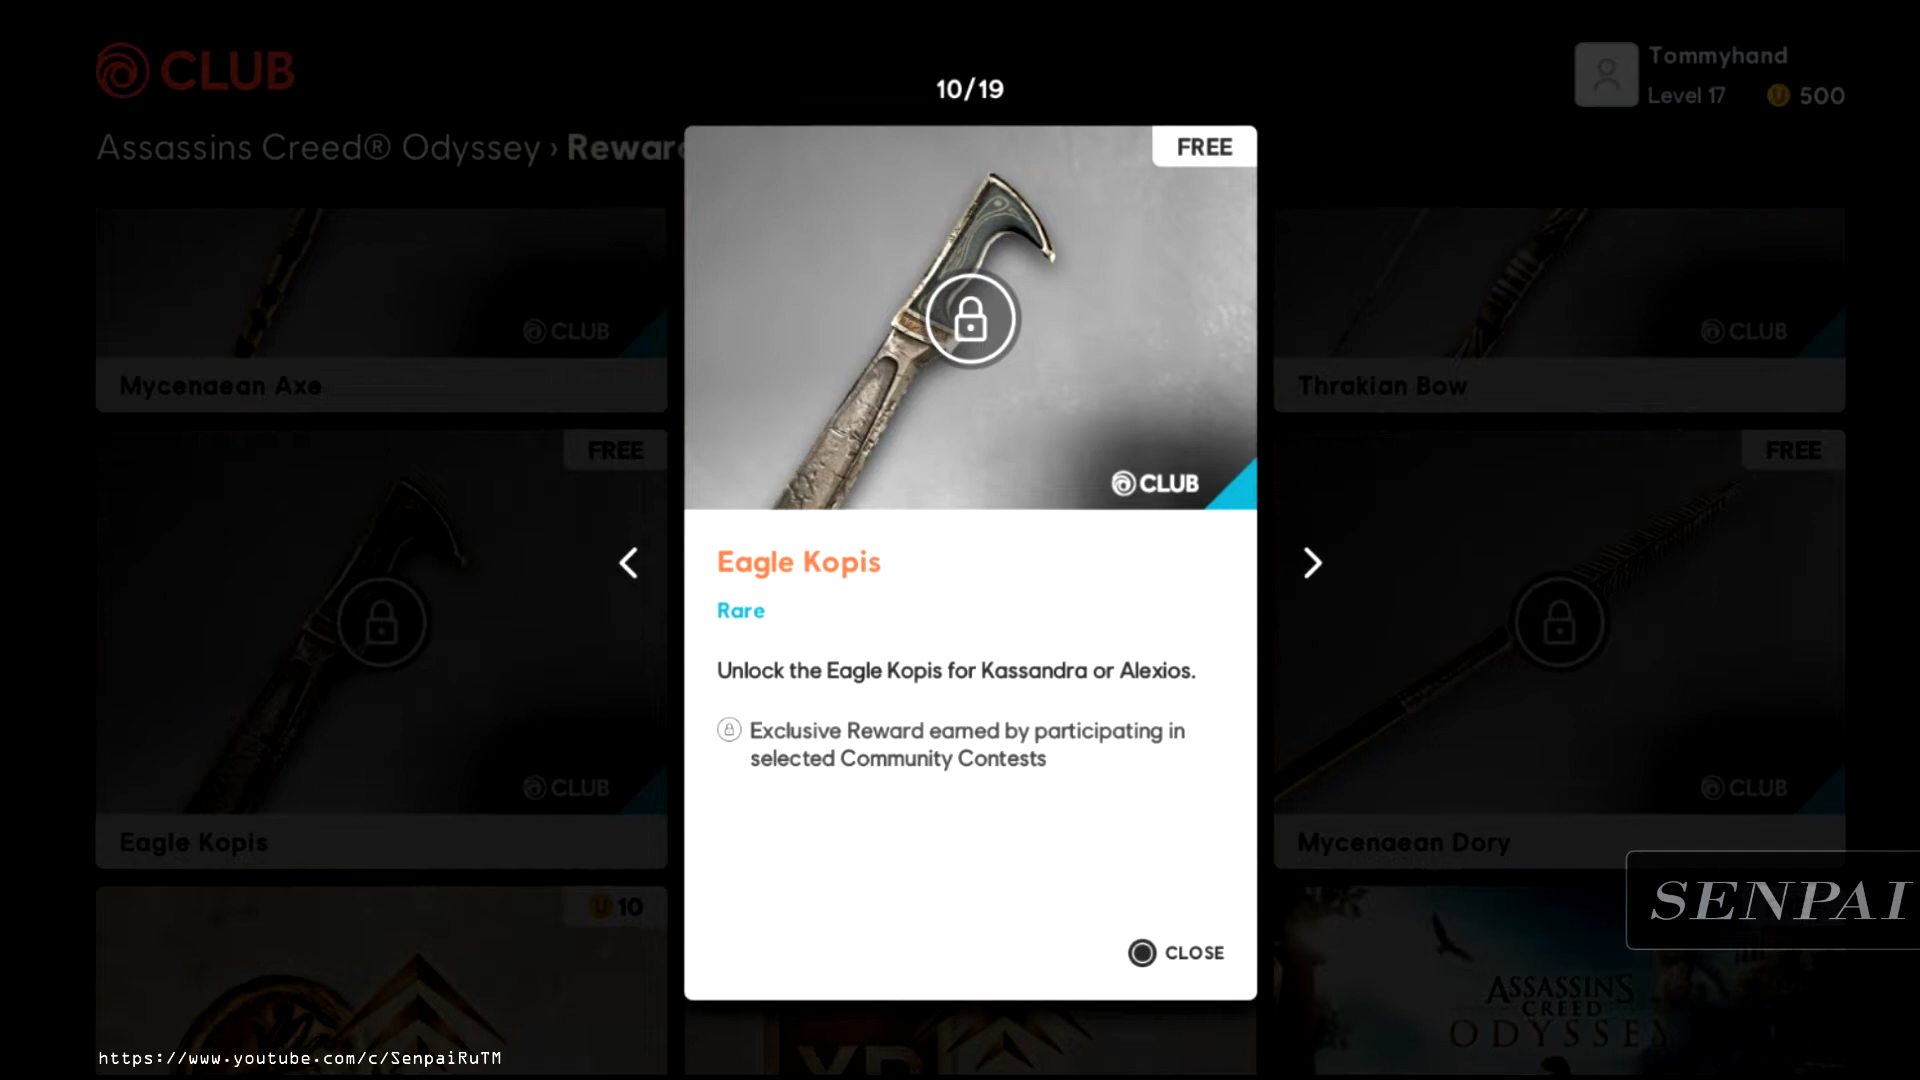 CLUB
Tommyhand
Level 17
500
10/19
Assassins Creed® Odyssey › Rewar
FREE
CLUB
CLUB
CLUB
Mycenaean Axe
Thrakian Bow
FREE
FREE
Eagle Kopis
Rare
Unlock the Eagle Kopis for Kassandra or Alexios.
Exclusive Reward earned by participating in
selected Community Contests
CLUB
CLUB
Eagle Kopis
Mycenaean Dory
SENPAI
10
CLOSE
ASSASSIN'S
CREED
ODYSSEY
https://www.youtube.com/c/SenpaiRuTM